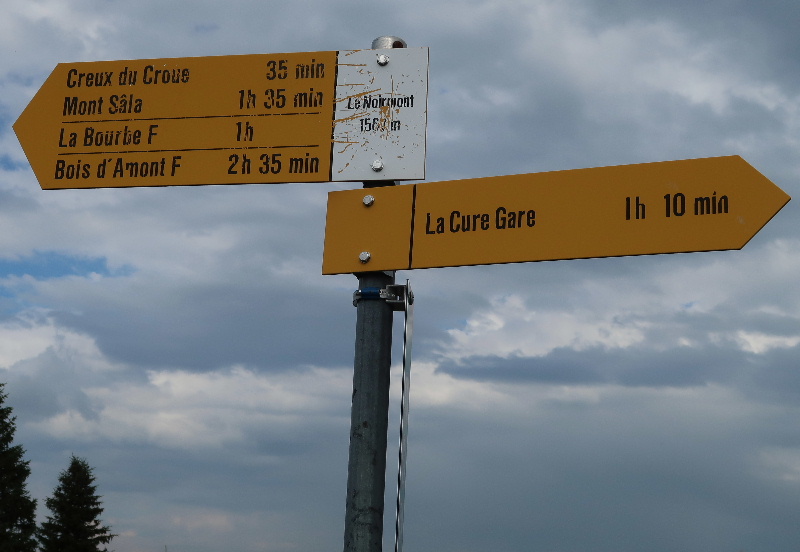 Creux du Croue 35 min
Mont Sâla 1h 35 min
La Bourbe F 1h
Bois d'Amont F 2h 35 min
Le Noirmont
m
La Cure Gare 1h 10 min